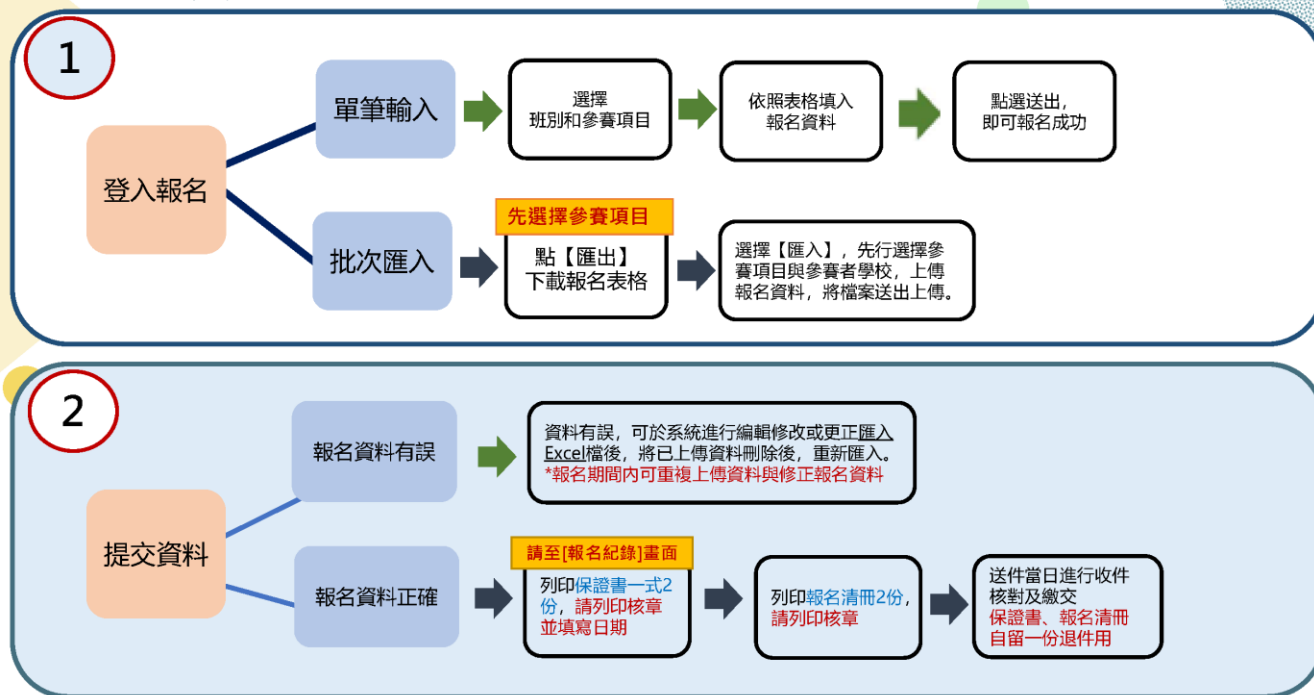 1
登入報名
單筆輸入
選擇
班別和參賽項目
依照表格填入
報名資料
點選送出，
即可報名成功
批次匯入
先選擇參賽項目
點【匯出】
下載報名表格
選擇【匯入】，先行選擇參
賽項目與參賽者學校，上傳
報名資料，將檔案送出上傳。
2
提交資料
報名資料有誤
資料有誤，可於系統進行編輯修改或更正匯入
Excel檔後，將已上傳資料刪除後，重新匯入。
*報名期間內可重複上傳資料與修正報名資料
報名資料正確
請至[報名紀錄]畫面
列印保證書一式2
份，請列印核章
並填寫日期
列印報名清冊2份，
請列印核章
送件當日進行收件
核對及繳交
保證書、報名清冊
自留一份退件用